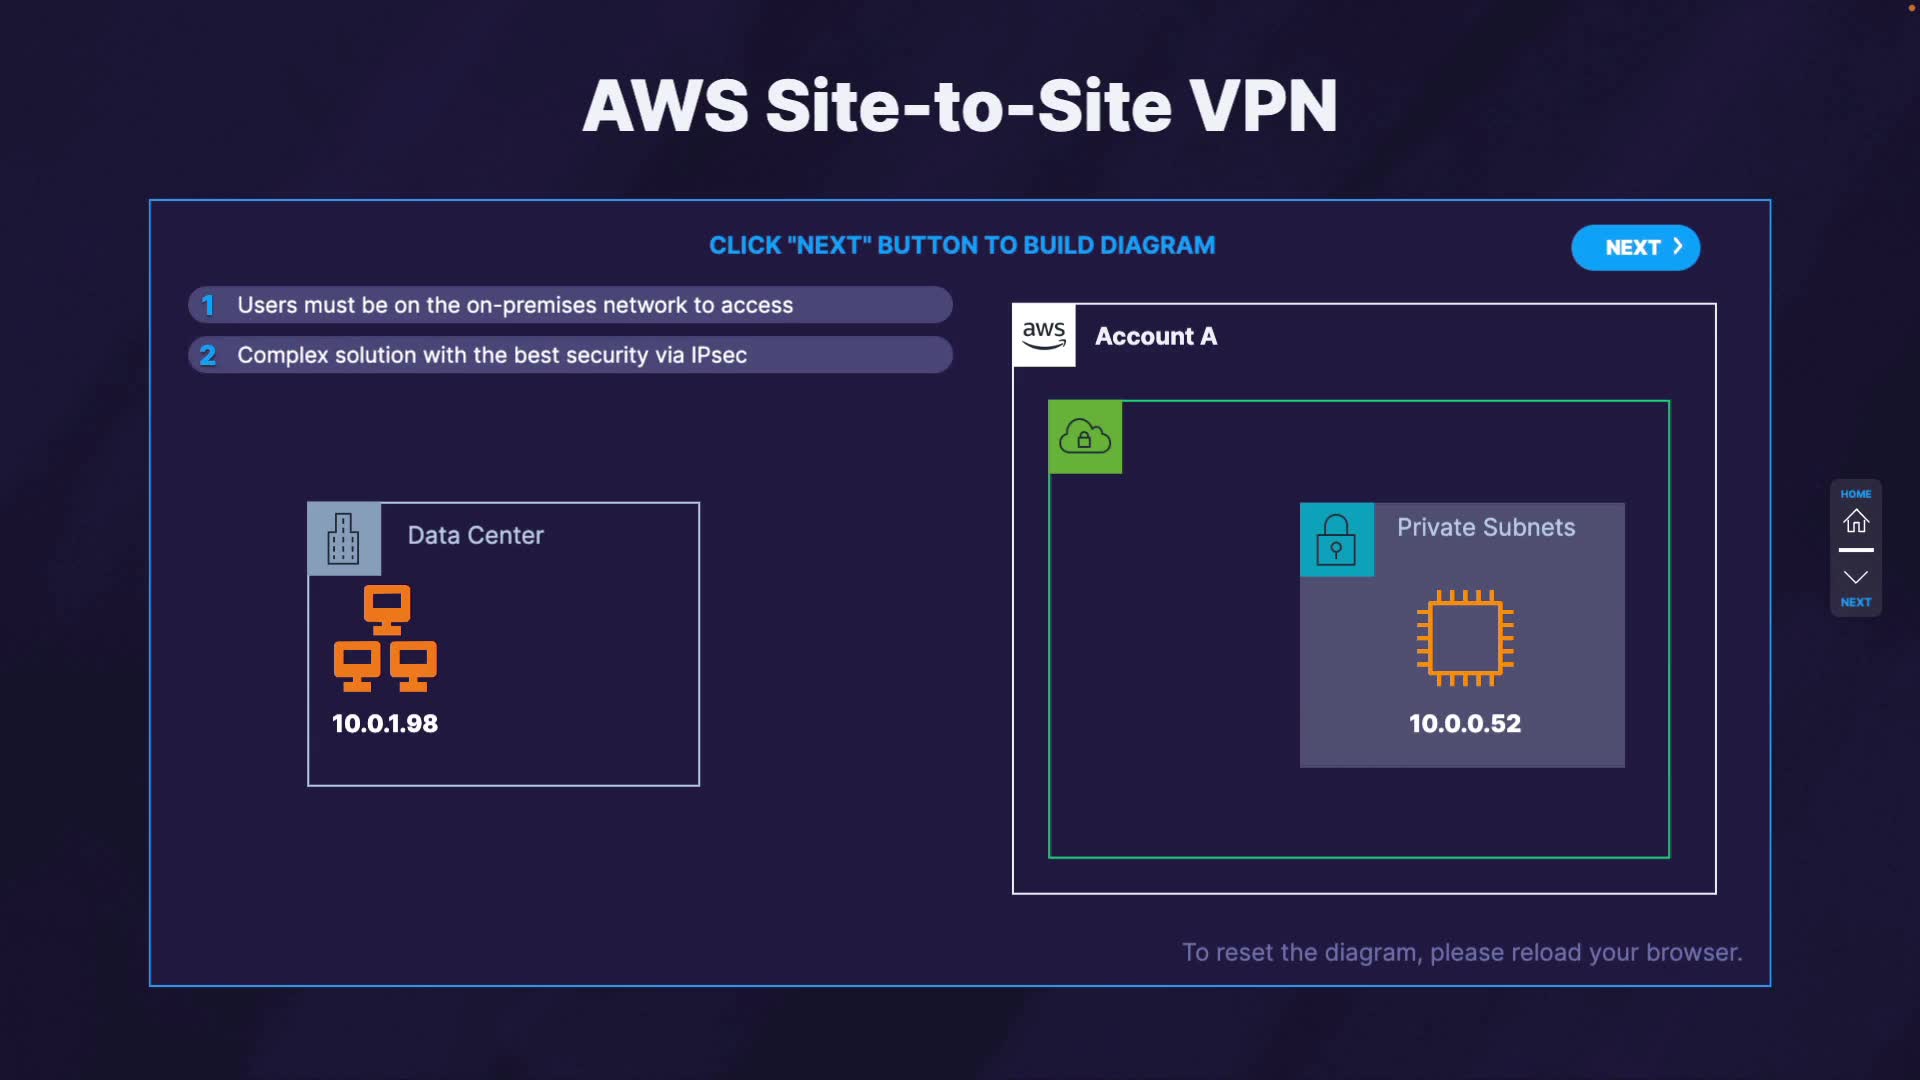 AWS Site-to-Site VPN
CLICK "NEXT" BUTTON TO BUILD DIAGRAM
NEXT
1 Users must be on the on-premises network to access
2 Complex solution with the best security via IPsec
aws
Account A
Data Center
10.0.1.98
Private Subnets
10.0.0.52
HOME
NEXT
To reset the diagram, please reload your browser.